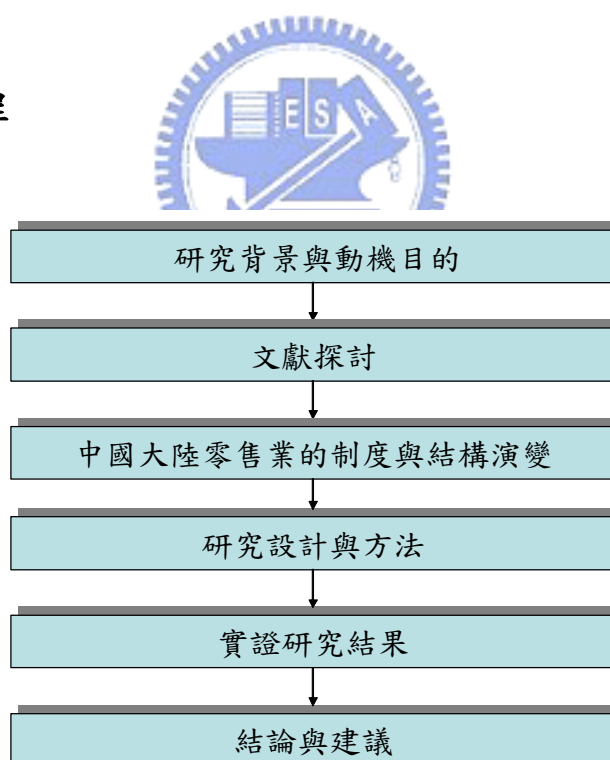 程
ESA
研究背景與動機目的
文獻探討
中國大陸零售業的制度與結構演變
研究設計與方法
實證研究結果
結論與建議